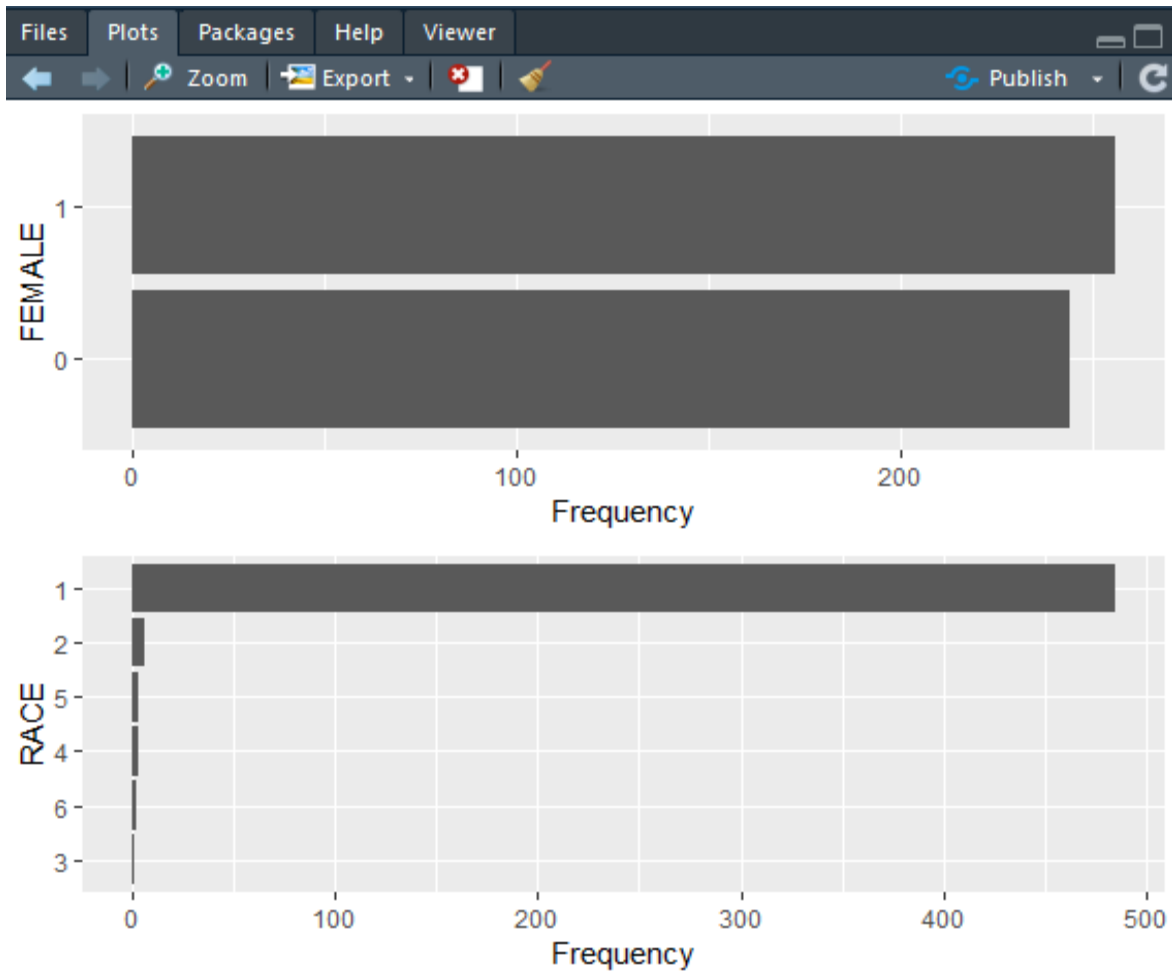 Files Plots Packages Help Viewer
Zoom Export Publish
1
0
FEMALE
0 100 200
Frequency
1
2
5
4
6
3
RACE
0 100 200 300 400 500
Frequency